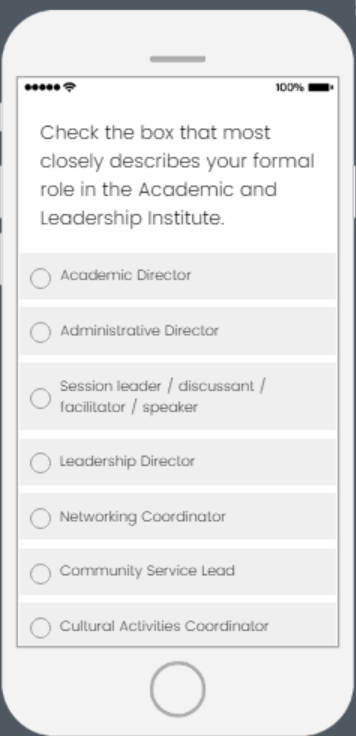 100%
Check the box that most
closely describes your formal
role in the Academic and
Leadership Institute.
Academic Director
Administrative Director
Session leader / discussant /
facilitator / speaker
Leadership Director
Networking Coordinator
Community Service Lead
Cultural Activities Coordinator